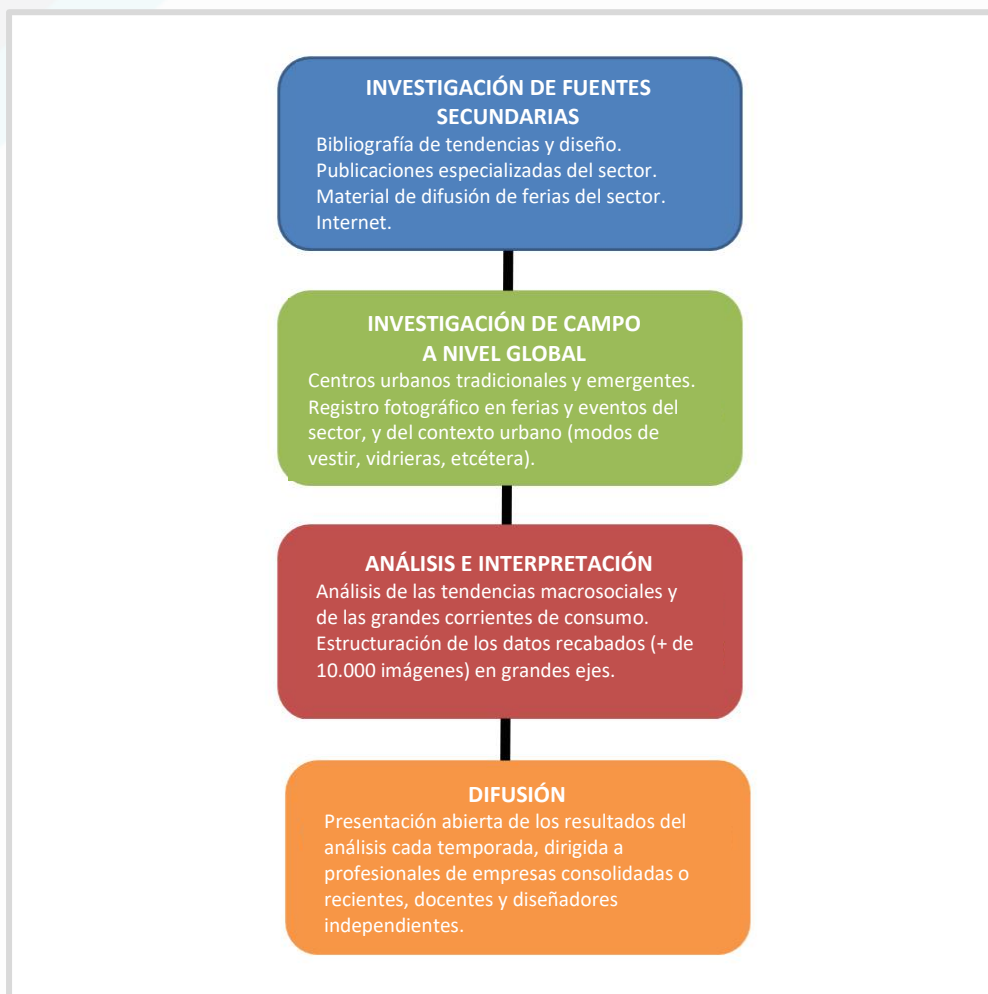 INVESTIGACIÓN DE FUENTES
SECUNDARIAS
Bibliografía de tendencias y diseño.
Publicaciones especializadas del sector.
Material de difusión de ferias del sector.
Internet.
INVESTIGACIÓN DE CAMPO
A NIVEL GLOBAL
Centros urbanos tradicionales y emergentes.
Registro fotográfico en ferias y eventos del
sector, y del contexto urbano (modos de
vestir, vidrieras, etcétera).
ANÁLISIS E INTERPRETACIÓN
Análisis de las tendencias macrosociales y
de las grandes corrientes de consumo.
Estructuración de los datos recabados (+ de
10.000 imágenes) en grandes ejes.
DIFUSIÓN
Presentación abierta de los resultados del
análisis cada temporada, dirigida a
profesionales de empresas consolidadas o
recientes, docentes y diseñadores
independientes.